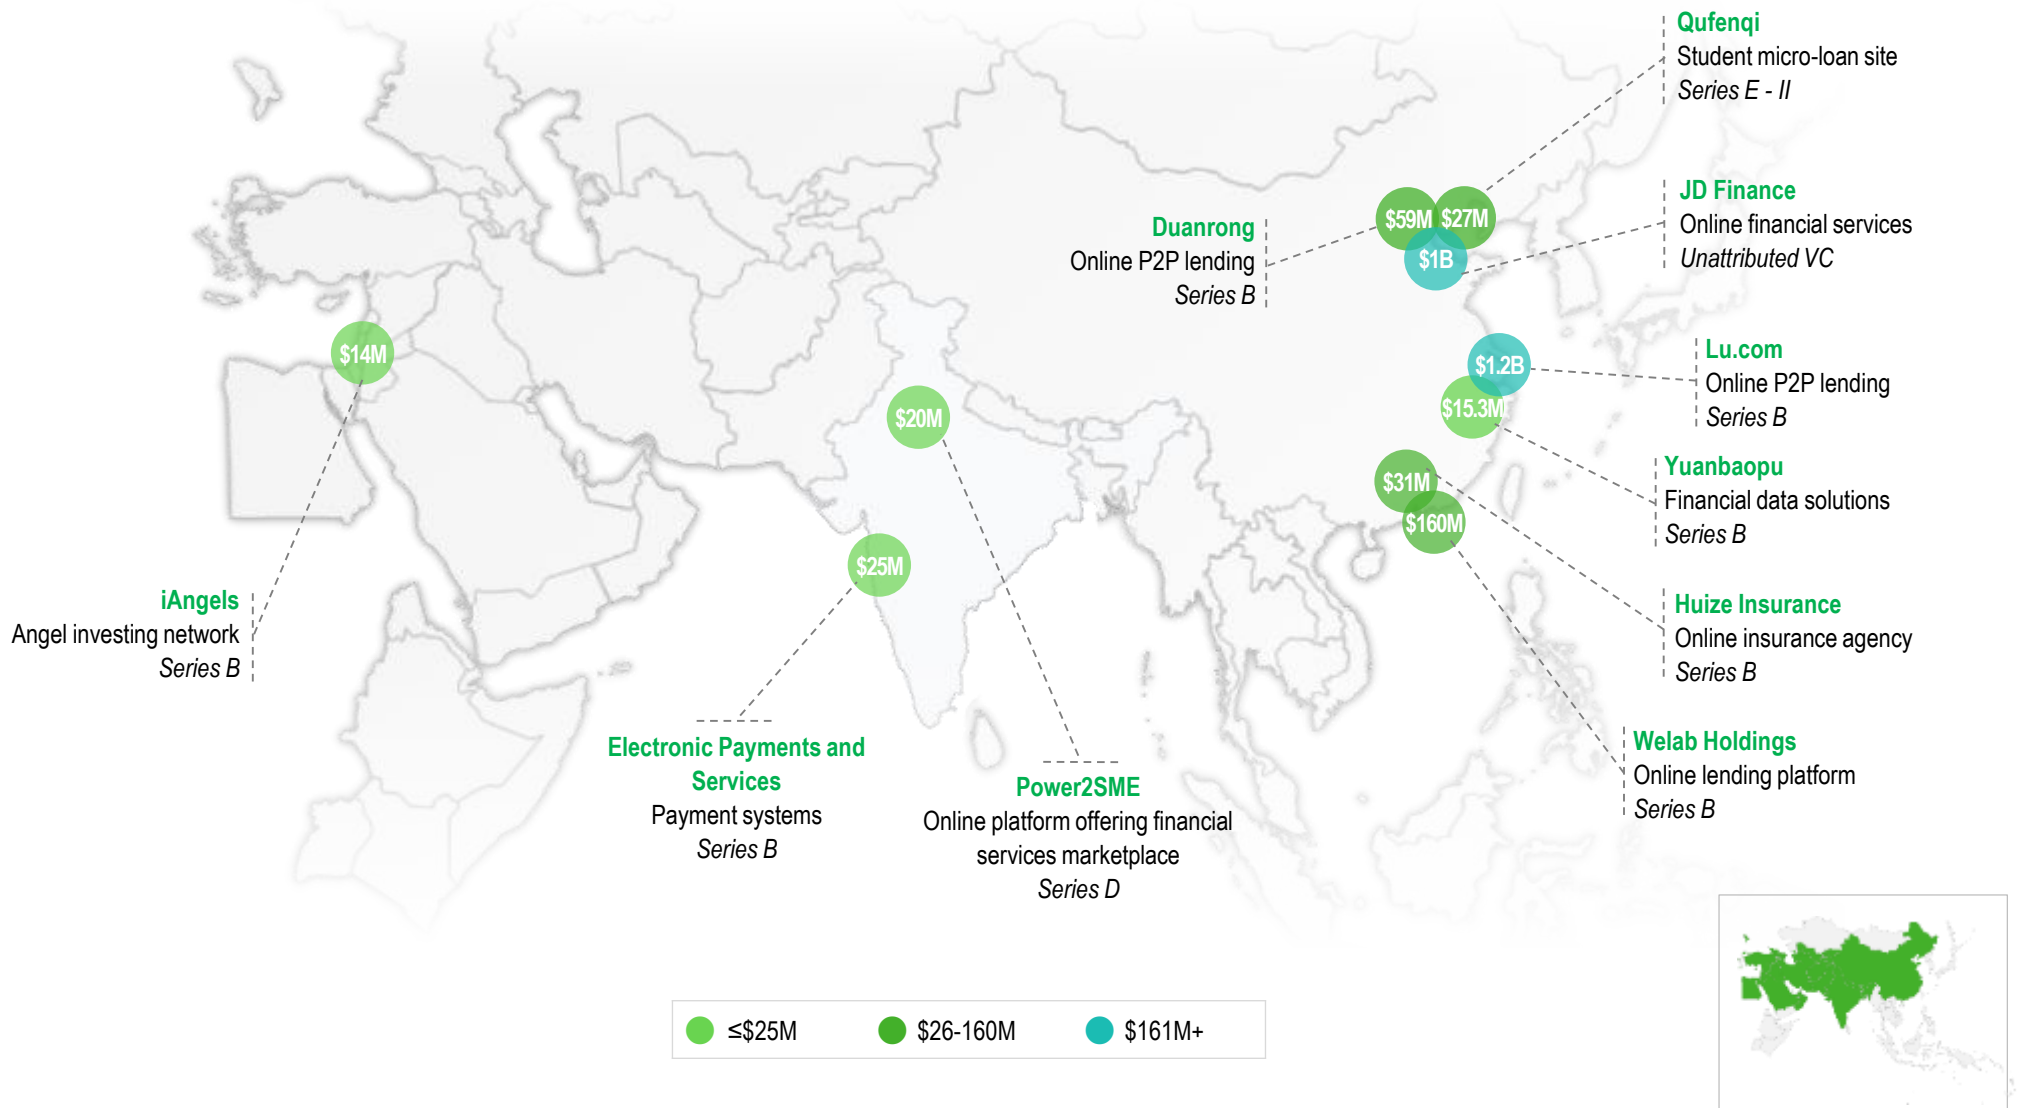 Qufenqi
Student micro-loan site
Series E - II
JD Finance
Online financial services
Unattributed VC
$59M
$27M
$1B
Duanrong
Online P2P lending
Series B
Lu.com
Online P2P lending
Series B
$14M
$1.2B
$15.3M
$20M
Yuanbaopu
Financial data solutions
Series B
$31M
$160M
$25M
iAngels
Angel investing network
Series B
Huize Insurance
Online insurance agency
Series B
Electronic Payments and
Services
Payment systems
Series B
Power2SME
Online platform offering financial
services marketplace
Series D
Welab Holdings
Online lending platform
Series B
≤$25M
$26-160M
$161M+